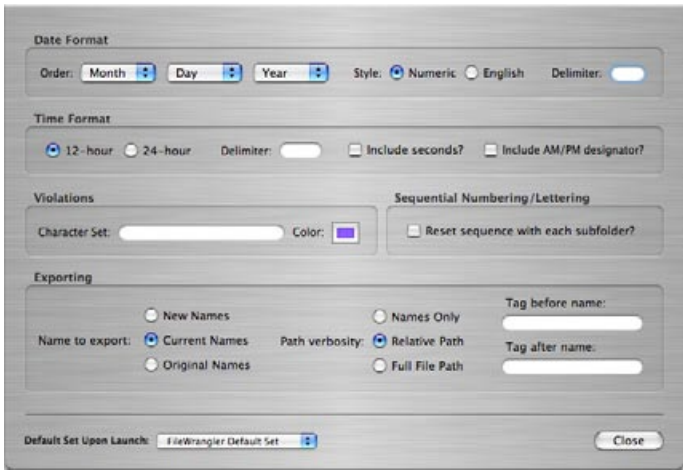 Date Format
Order: Month Day Year Style: Numeric English Delimiter:
Time Format
12-hour 24-hour Delimiter: Include seconds? Include AM/PM designator?
Violations
Character Set: Color:
Sequential Numbering/Lettering
Reset sequence with each subfolder?
Exporting
Name to export:
New Names
Current Names
Original Names
Path verbosity:
Names Only
Relative Path
Full File Path
Tag before name:
Tag after name:
Default Set Upon Launch: FileWrangler Default Set
Close